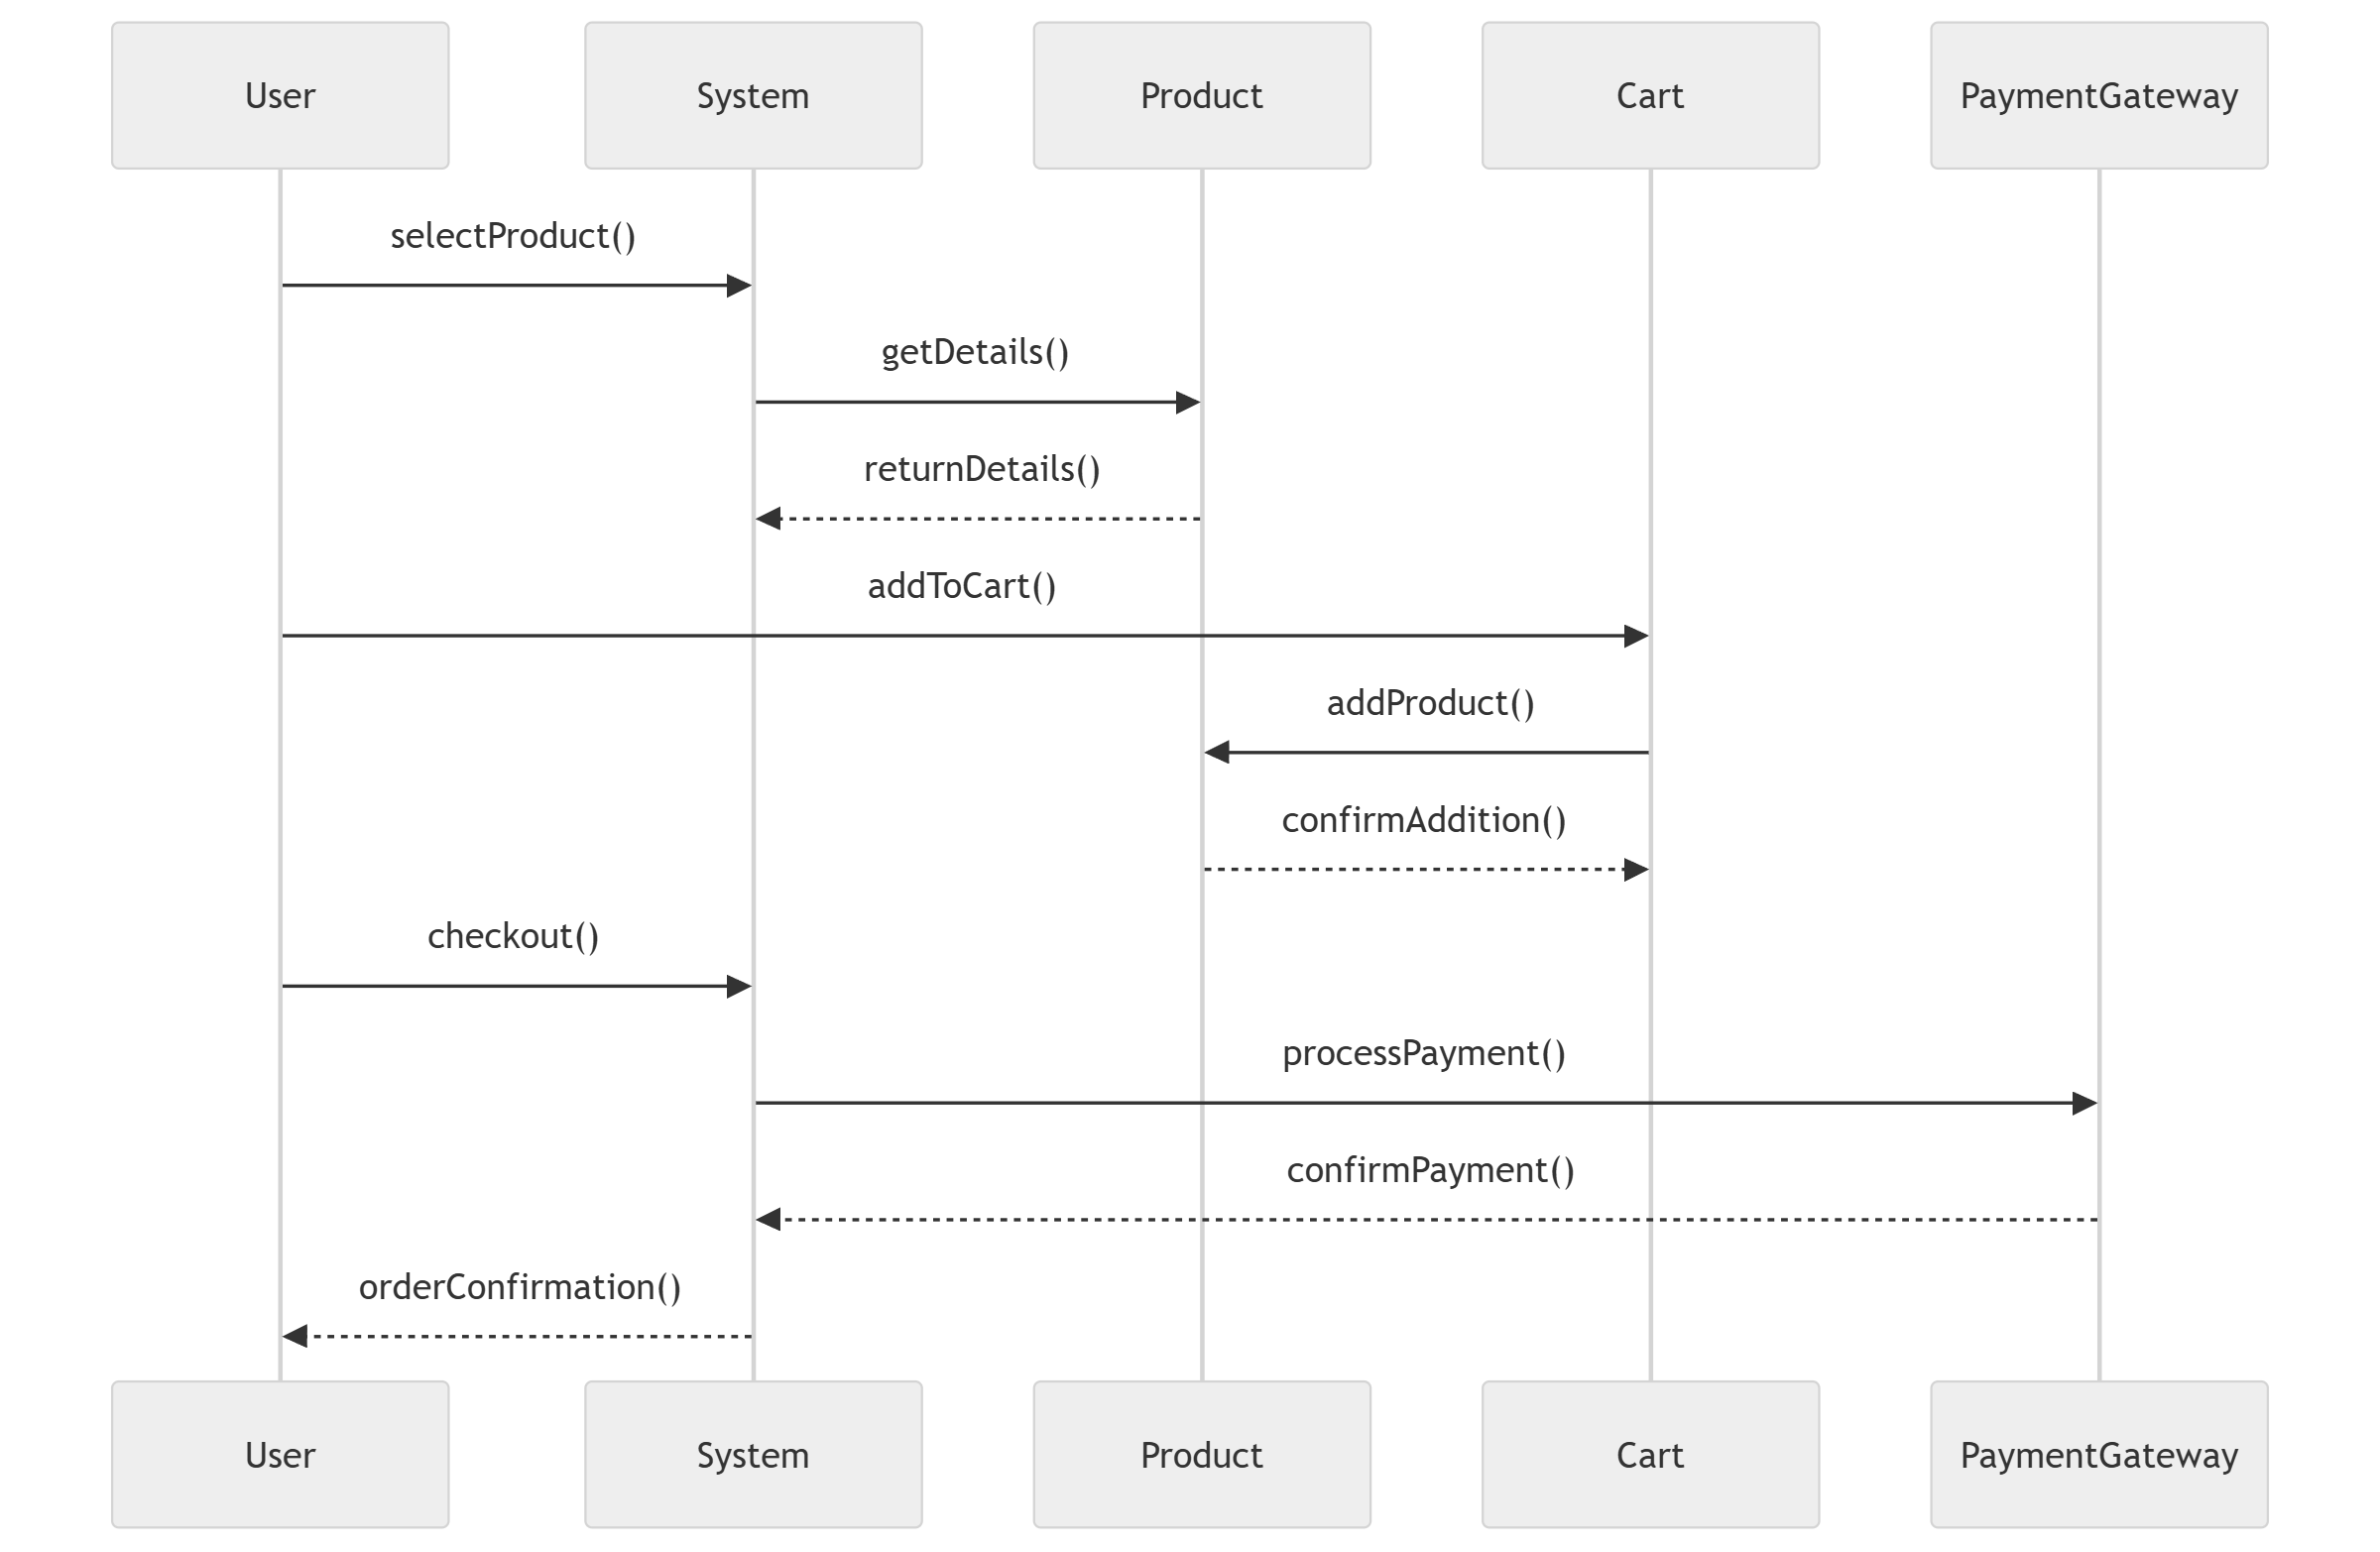 User
System
Product
Cart
PaymentGateway
selectProduct()
getDetails()
returnDetails()
addToCart()
addProduct()
confirmAddition()
checkout()
processPayment()
confirmPayment()
orderConfirmation()
User
System
Product
Cart
PaymentGateway